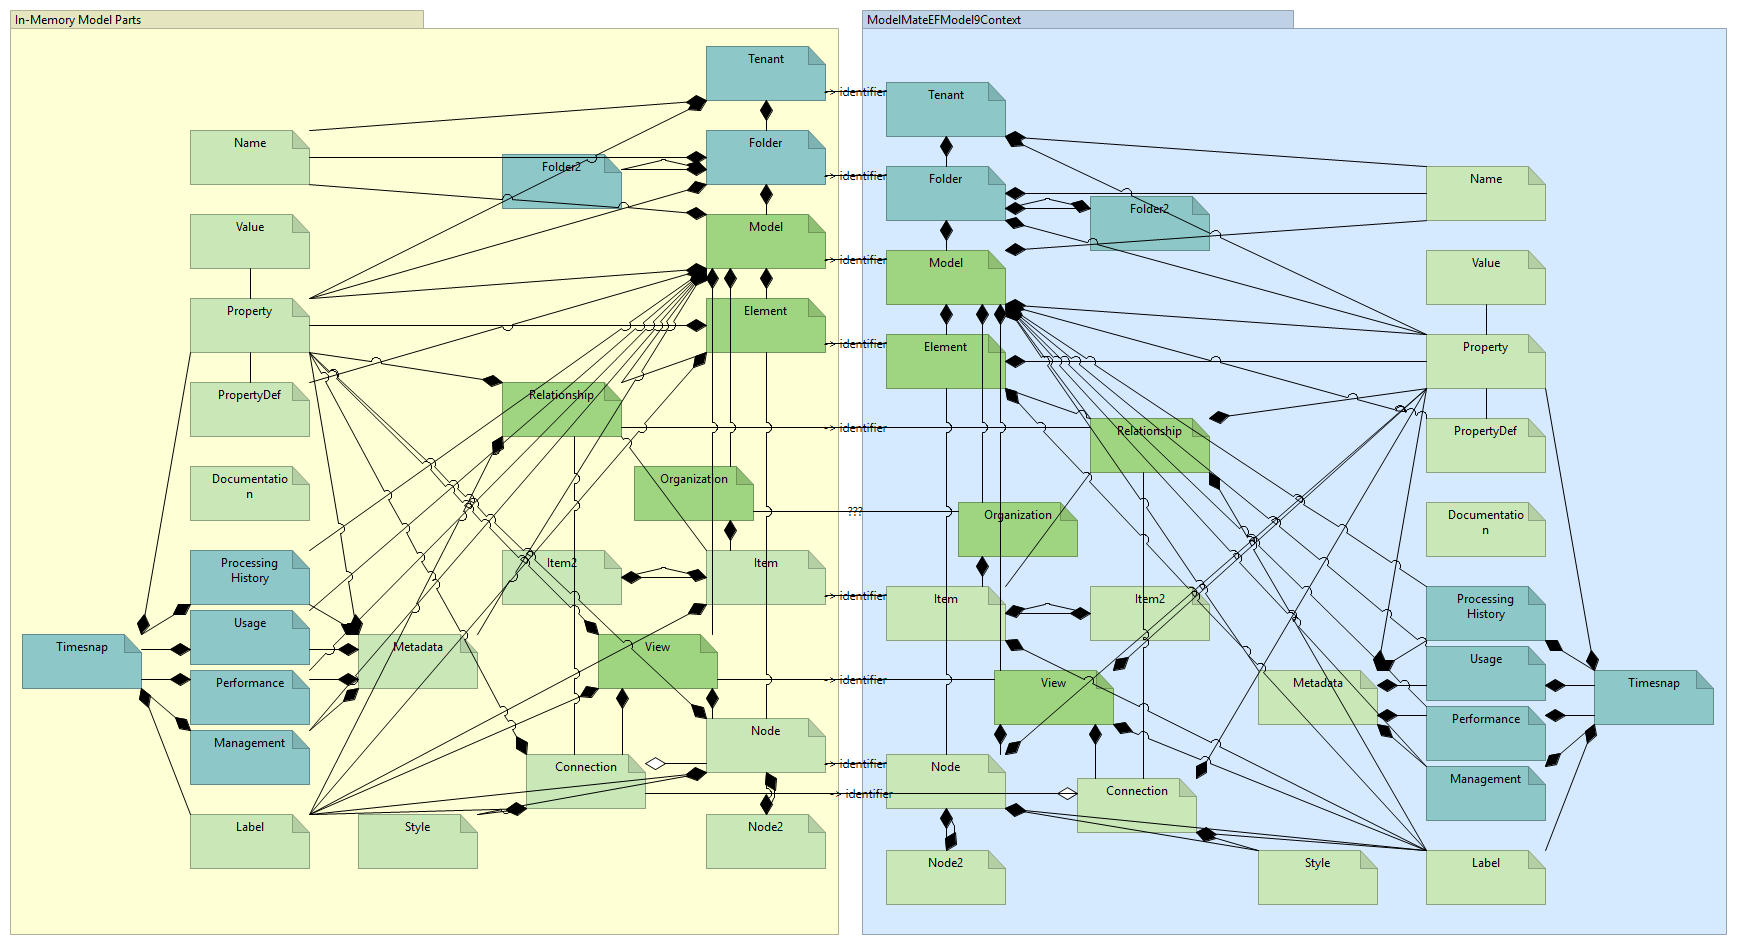 In-Memory Model Parts
ModelMateEFModel9Context
Tenant
-> identifier
Tenant
Name
Folder
Folder2
-> identifier
Folder
Name
Folder2
Value
Model
-> identifier
Model
Value
Property
Element
-> identifier
Element
Property
PropertyDef
Relationship
-> identifier
Relationship
PropertyDef
Documentatio
n
Organization
???
Organization
Documentatio
n
Processing
History
Item2
Item
-> identifier
Item
Item2
Processing
History
Usage
Timesnap
Metadata
View
-> identifier
View
Metadata
Usage
Timesnap
Performance
Performance
Management
Connection
Node
-> identifier
Node
Connection
Management
-> identifier
Label
Style
Node2
Node2
Style
Label